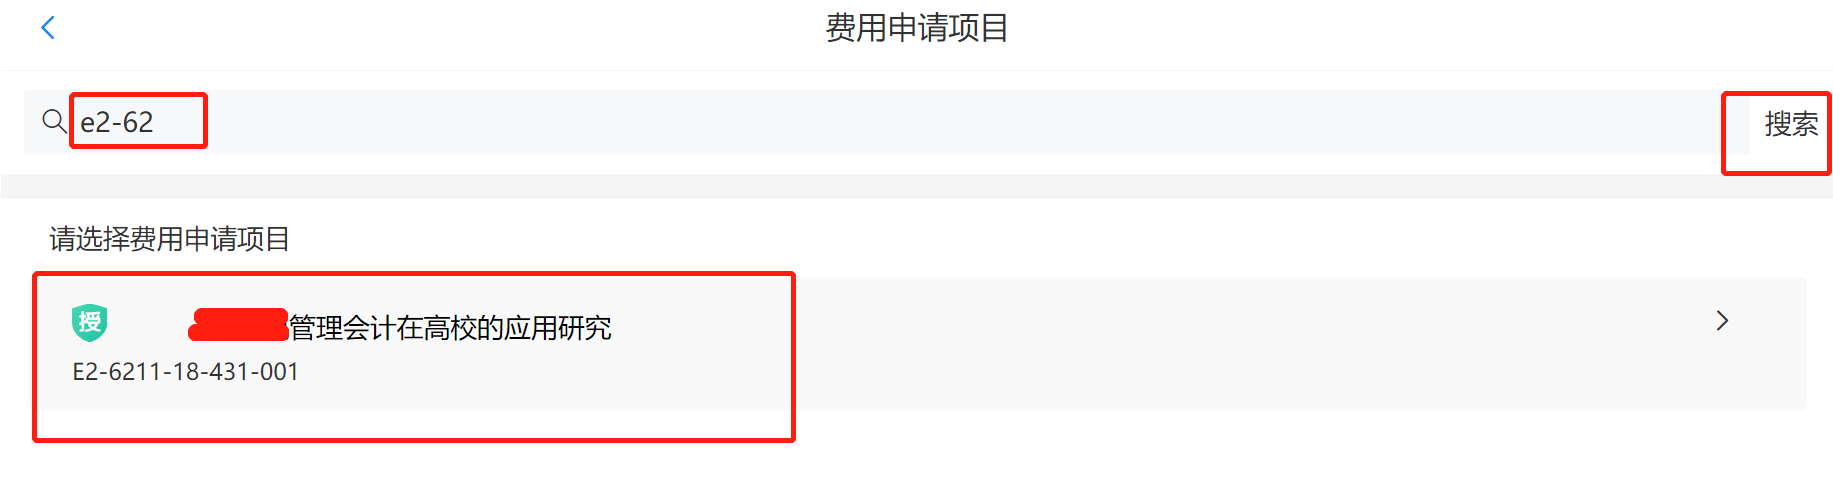 费用申请项目
e2-62
搜索
请选择费用申请项目
授
管理会计在高校的应用研究
E2-6211-18-431-001